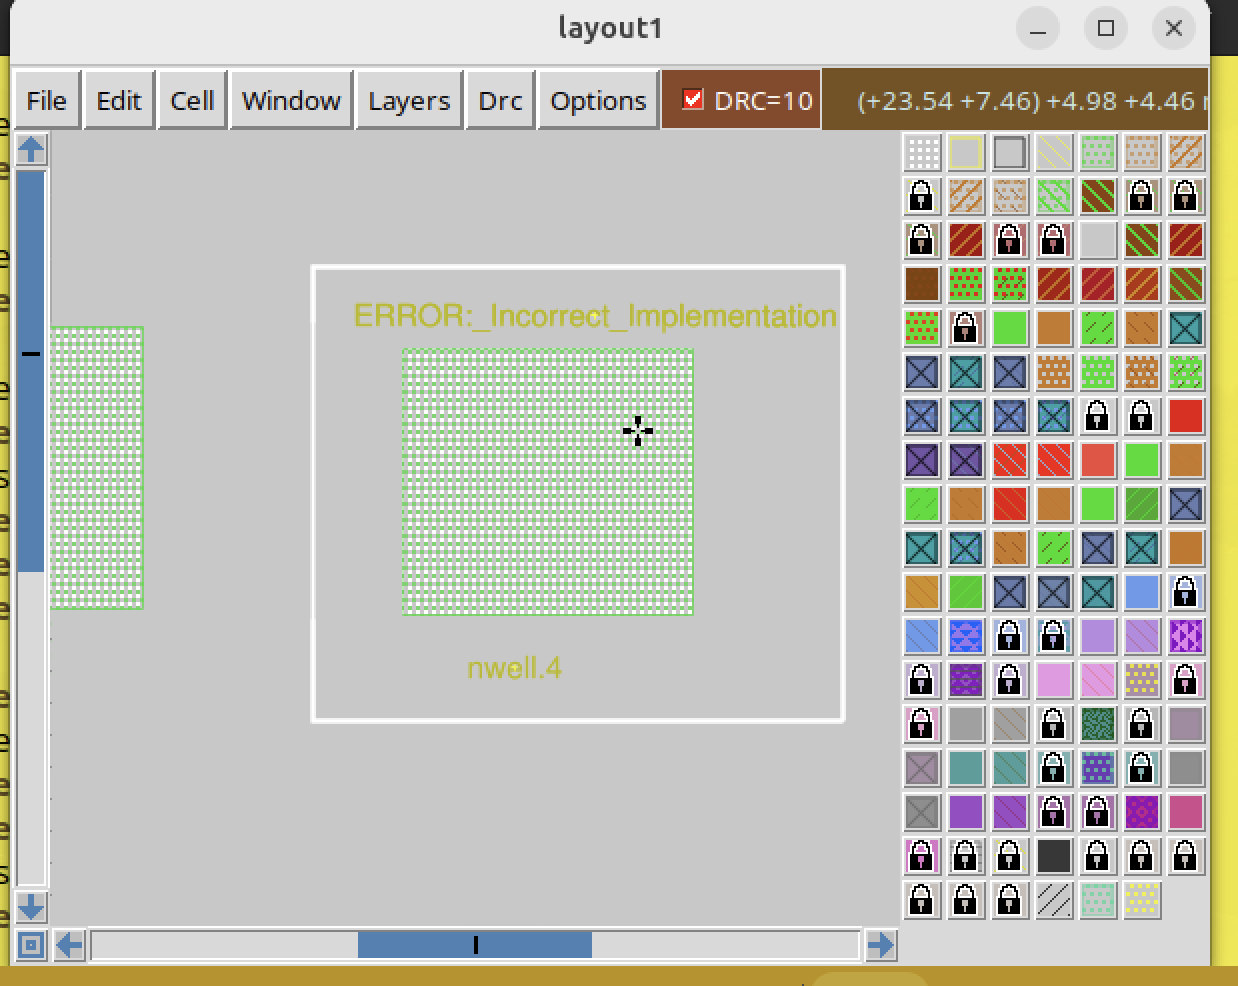 layout1
File Edit Cell Window Layers Drc Options DRC=10 (+23.54 +7.46) +4.98 +4.46
ERROR:_Incorrect_Implementation
nwell.4